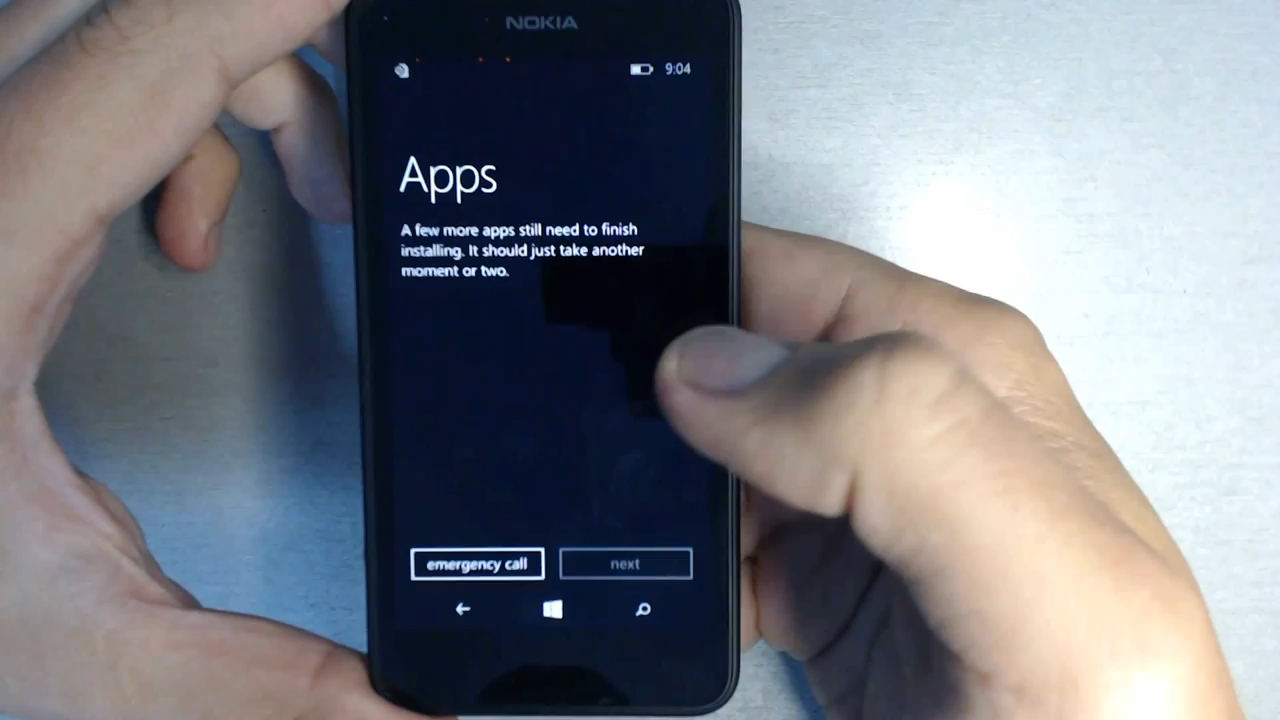 NOKIA
9:04
Apps
A few more apps still need to finish
installing. It should just take another
moment or two.
emergency call
next